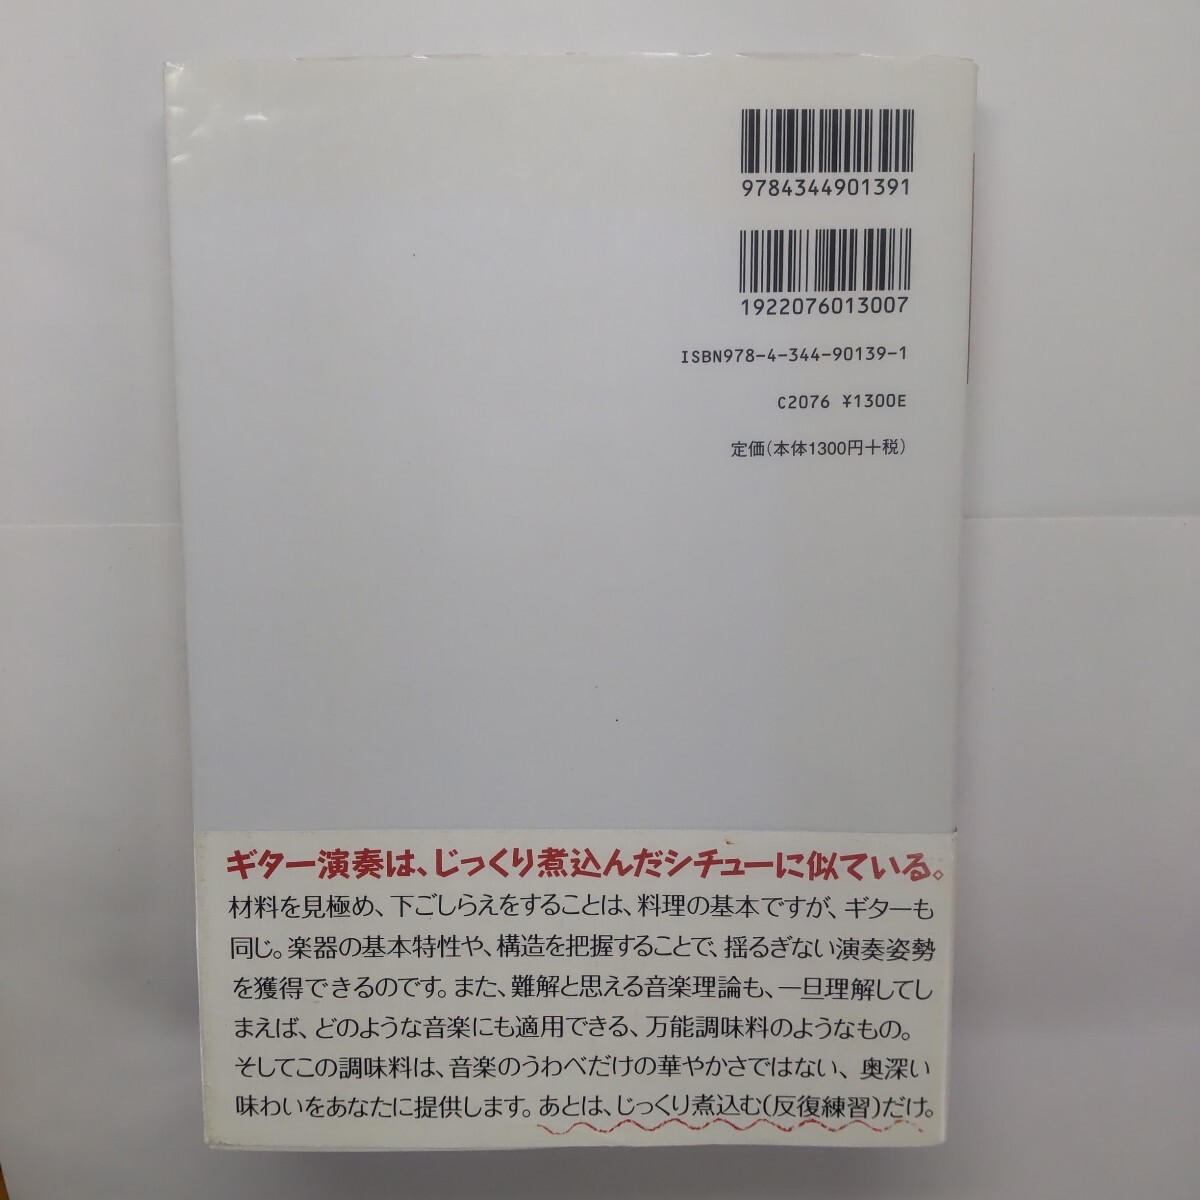 9784344901391
1922076013007
ISBN978-4-344-90139-1
C2076 ¥1300E
定価(本体1300円+税)
ギター演奏は、じっくり煮込んだシチューに似ている。
材料を見極め、下ごしらえをすることは、料理の基本ですが、ギターも
同じ。楽器の基本特性や、構造を把握することで、揺るぎない演奏姿勢
を獲得できるのです。また、難解と思える音楽理論も、一旦理解してし
まえば、どのような音楽にも適用できる、万能調味料のようなもの。
そしてこの調味料は、音楽のうわべだけの華やかさではない、奥深い
味わいをあなたに提供します。あとは、じっくり煮込む(反復練習)だけ。